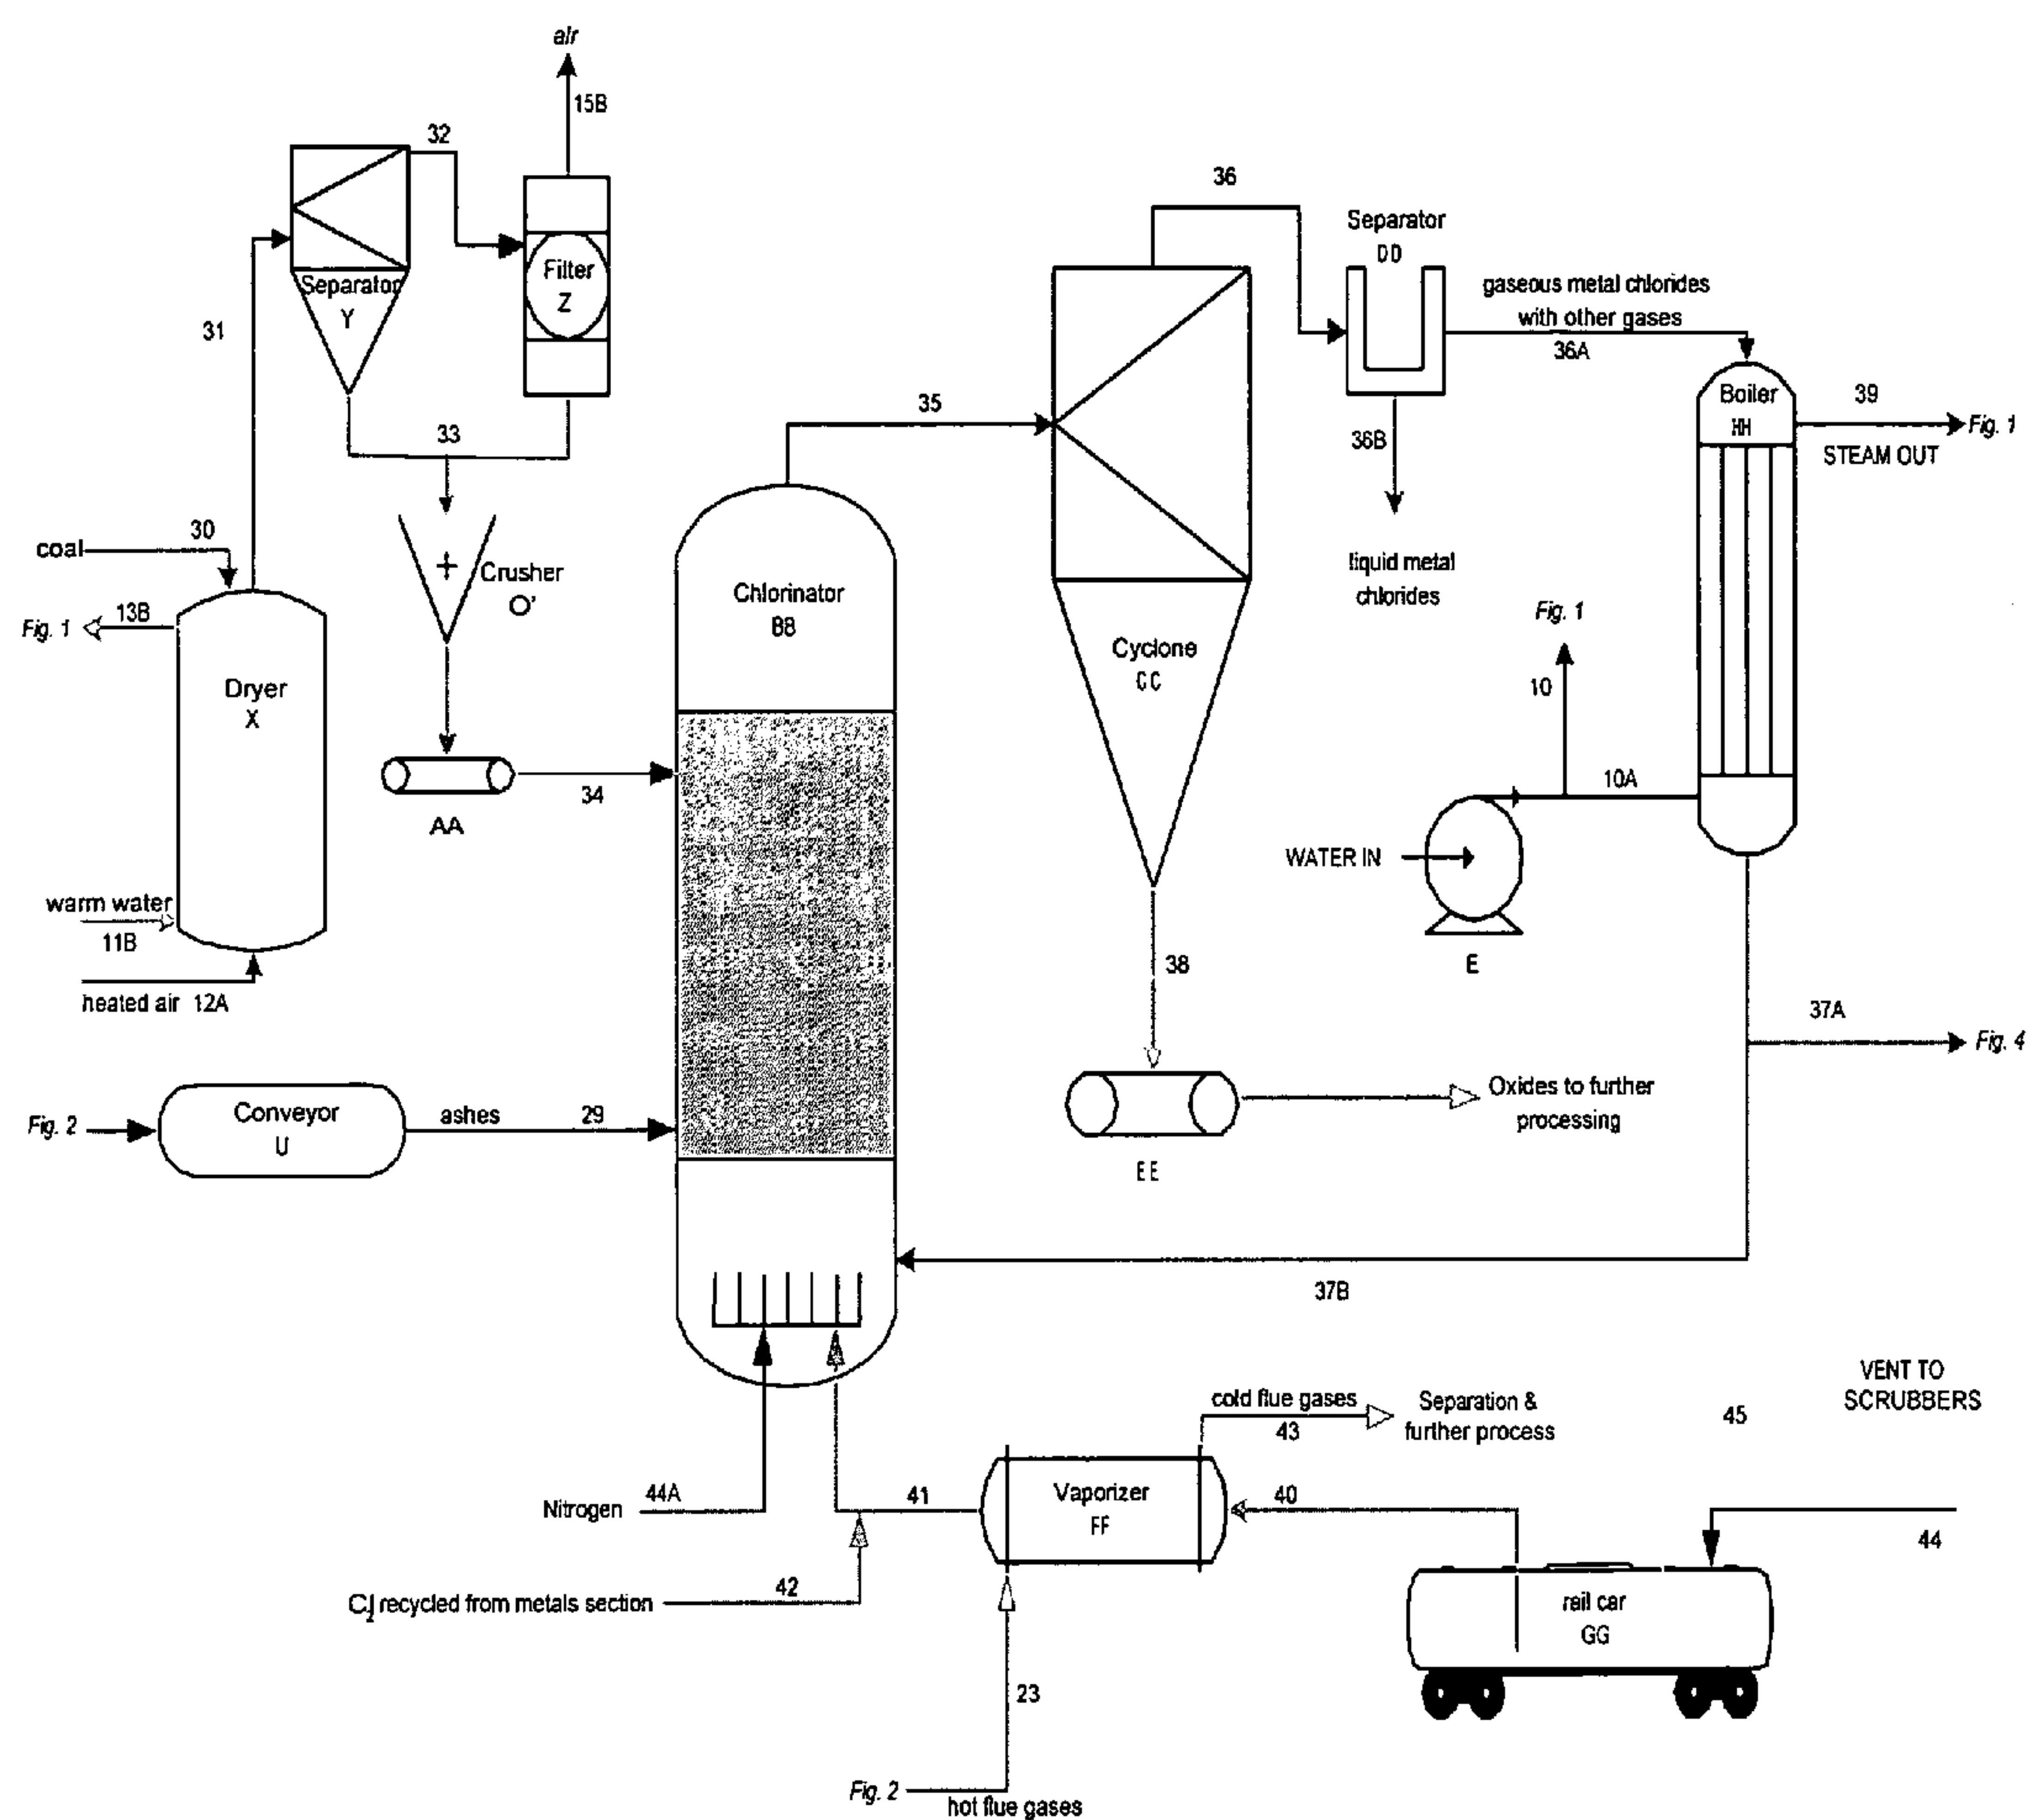 air
15B
32
36
Separator
DD
Filter
Z
gaseous metal chlorides
with other gases
36A
Separator
Y
31
Boiler
HH
39
Fig. 1
STEAM OUT
35
33
36B
30
coal
Crusher
O'
liquid metal
chlorides
Chlorinator
BB
Fig. 1
13B
Fig. 1
Cyclone
CC
Dryer
X
10
10A
34
AA
WATER IN
warm water
11B
E
38
heated air 12A
37A
Fig. 4
Fig. 2
Conveyor
U
ashes
29
Oxides to further
processing
EE
37B
VENT TO
SCRUBBERS
cold flue gases
43
Separation &
further process
45
Nitrogen
44A
41
Vaporizer
FF
40
44
Cl2 recycled from metals section
42
rail car
GG
23
Fig. 2
hot flue gases